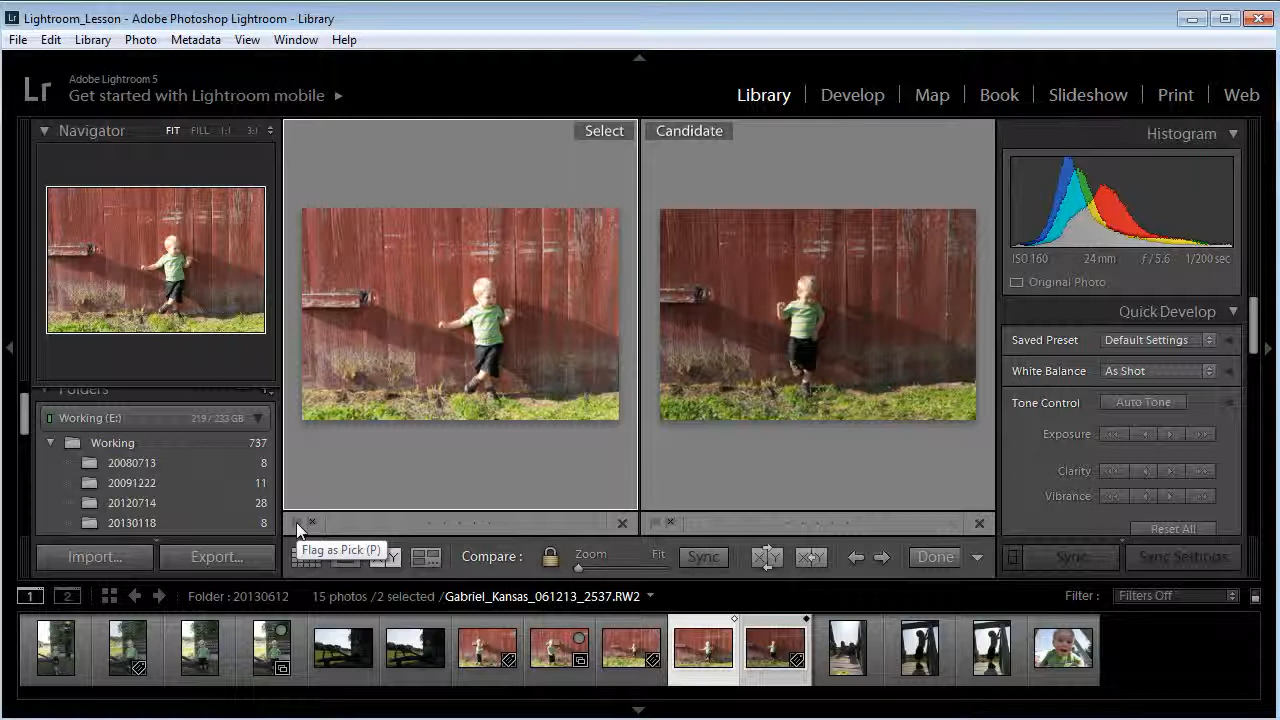 Lr Lightroom_Lesson - Adobe Photoshop Lightroom - Library
File Edit Library Photo Metadata View Window Help
Lr Adobe Lightroom 5
Get started with Lightroom mobile
Library Develop Map Book Slideshow Print Web
Navigator FIT FILL 1:1 3:1
Select
Candidate
Histogram
ISO 160 24 mm ƒ / 5.6 1/200 sec
Original Photo
Quick Develop
Saved Preset Default Settings
White Balance As Shot
Tone Control Auto Tone
Exposure
Clarity
Vibrance
Reset All
Folders
Working (E:) 219 / 233 GB
Working 737
20080713 8
20091222 11
20120714 28
20130118 8
Import... Export...
Flag as Pick (P)
XY
Compare : Zoom Fit Sync XY XY Done
Sync Sync Settings
1 2 Folder : 20130612 15 photos /2 selected /Gabriel_Kansas_061213_2537.RW2 Filter : Filters Off